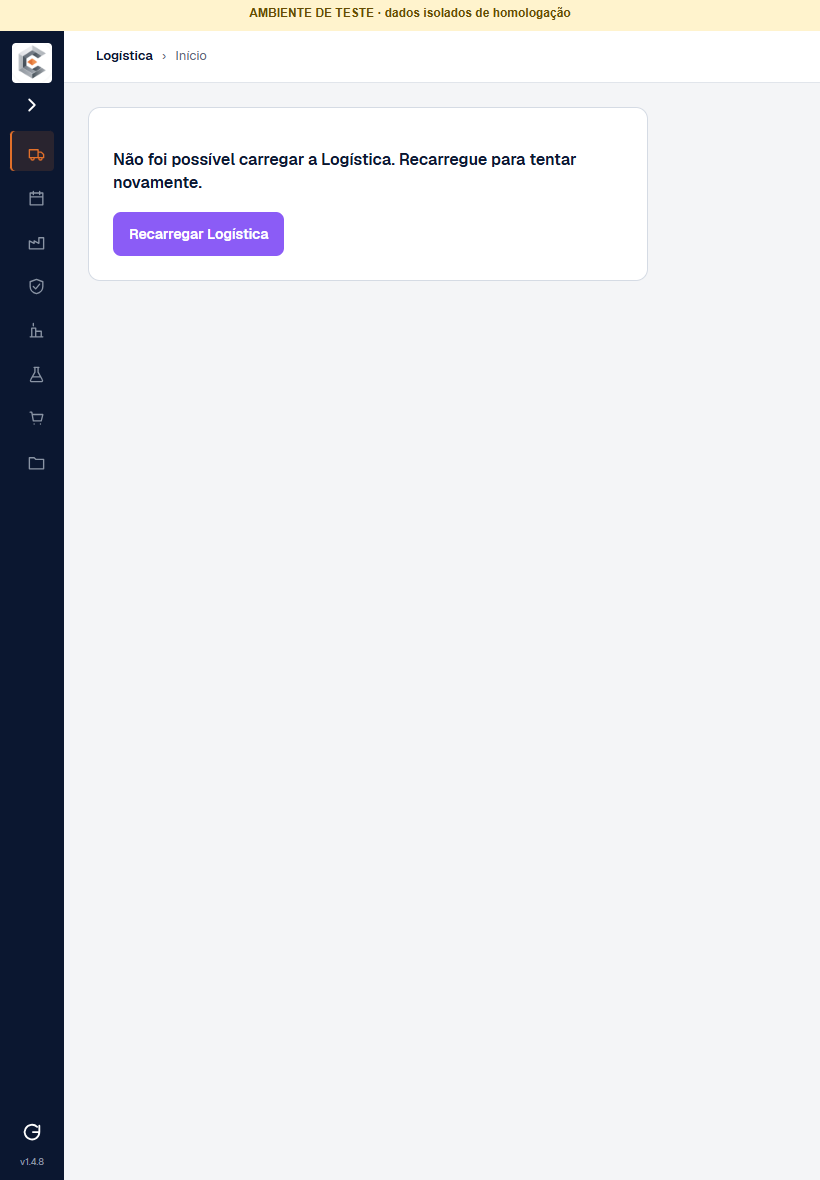 AMBIENTE DE TESTE · dados isolados de homologação
Logística › Início
Não foi possível carregar a Logística. Recarregue para tentar
novamente.
Recarregar Logística
v1.4.8